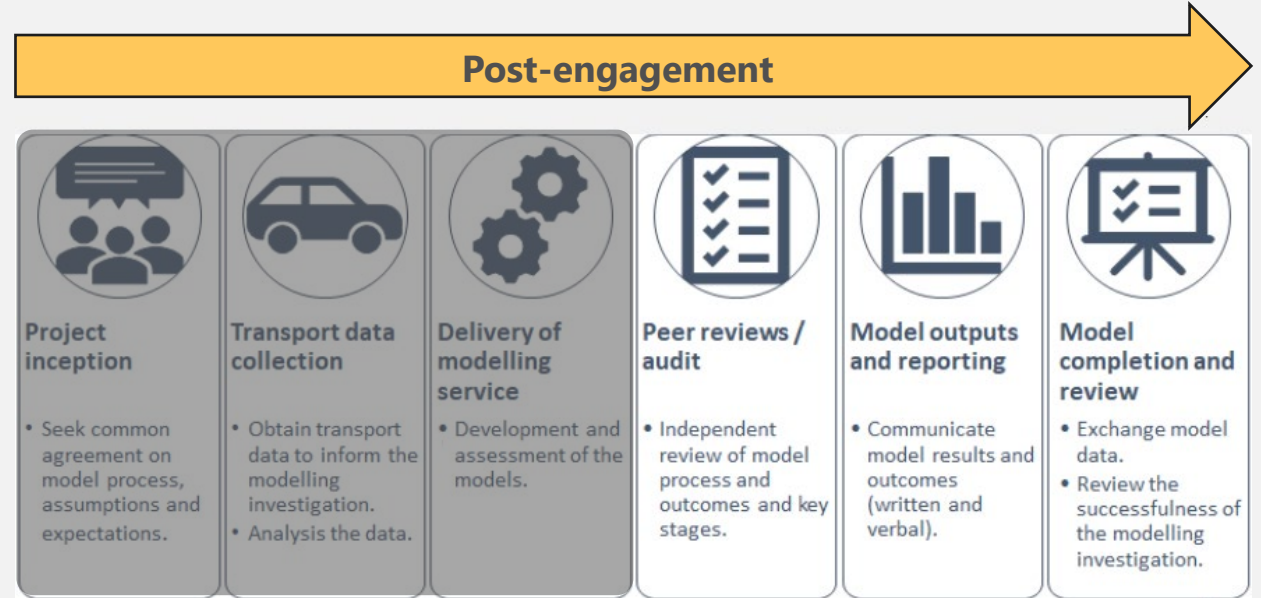 Post-engagement
Project
inception
• Seek common
agreement on
model process,
assumptions and
expectations.
Transport data
collection
• Obtain transport
data to inform the
modelling
investigation.
• Analysis the data.
Delivery of
modelling
service
• Development and
assessment of the
models.
Peer reviews /
audit
• Independent
review of model
process and
outcomes and key
stages.
Model outputs
and reporting
• Communicate
model results and
outcomes
(written and
verbal).
Model
completion and
review
• Exchange model
data.
• Review the
successfulness of
the modelling
investigation.